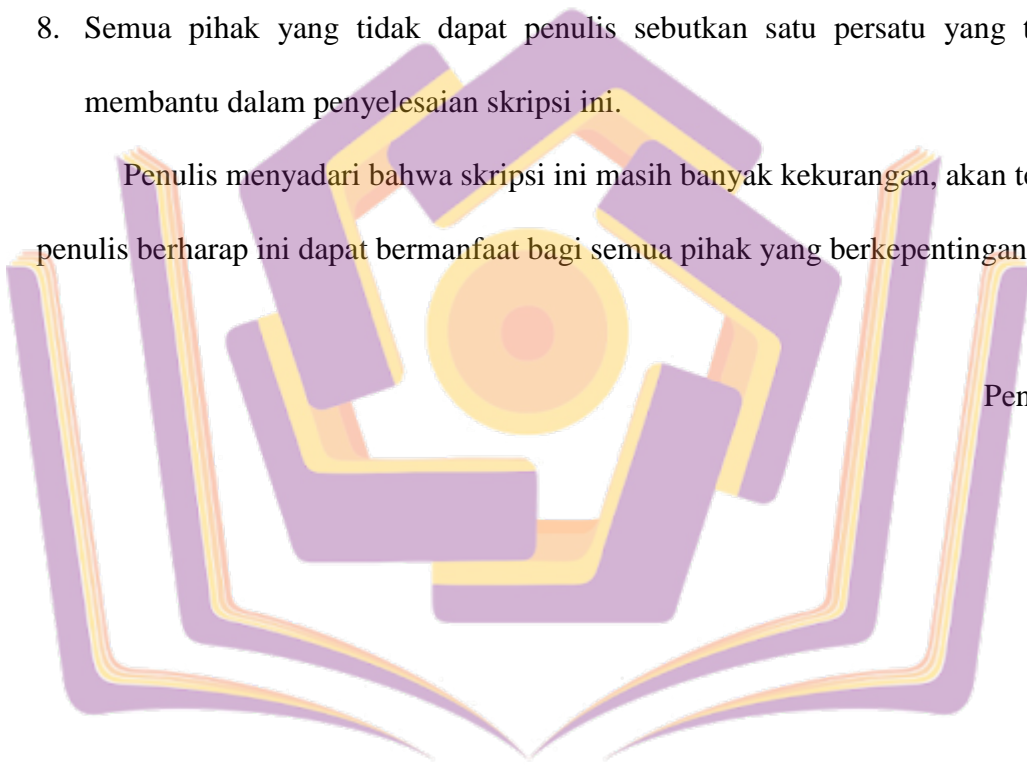 8. Semua pihak yang tidak dapat penulis sebutkan satu persatu yang
membantu dalam penyelesaian skripsi ini.
Penulis menyadari bahwa skripsi ini masih banyak kekurangan, akan
penulis berharap ini dapat bermanfaat bagi semua pihak yang berkepentingan